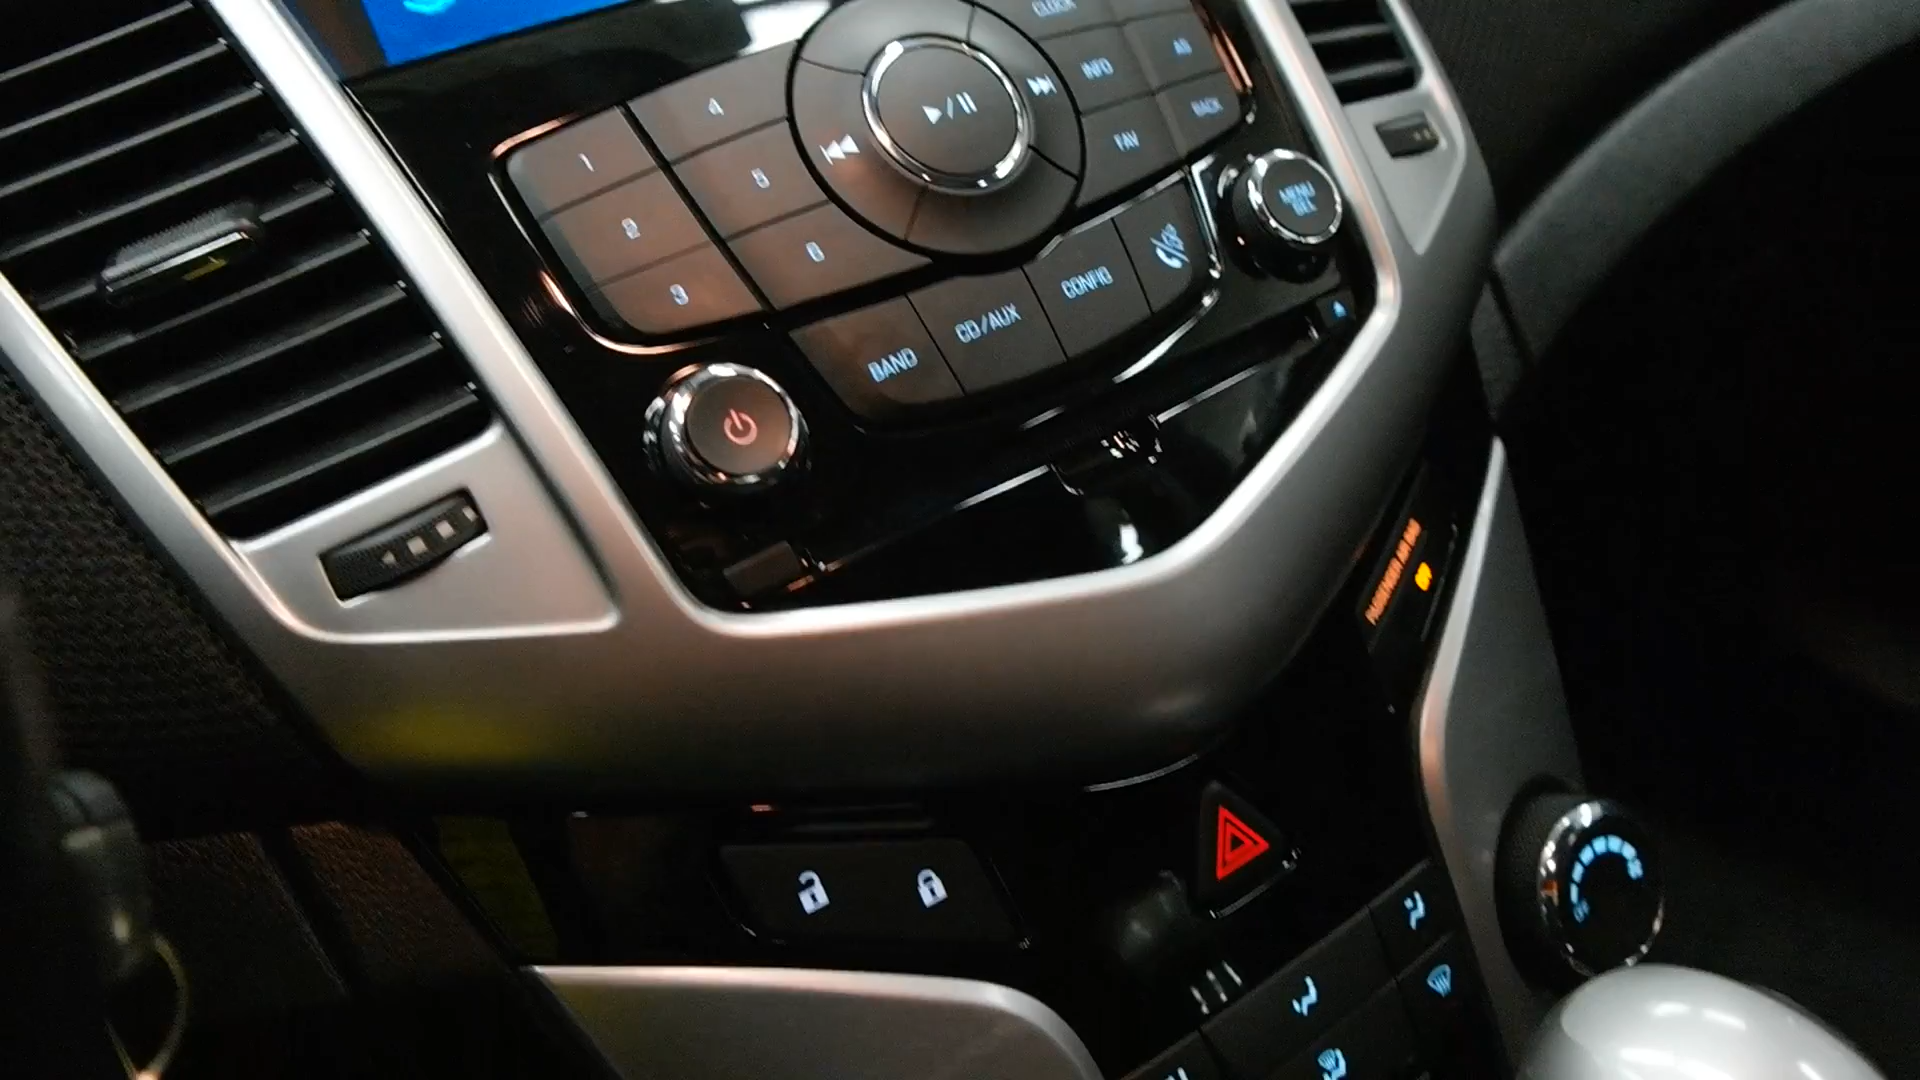 CLOCK
4
INFO
AS
1
5
FAV
BACK
2
6
3
CD/AUX
CONFIG
MENU
SEL
BAND
PASSENGER AIR BAG